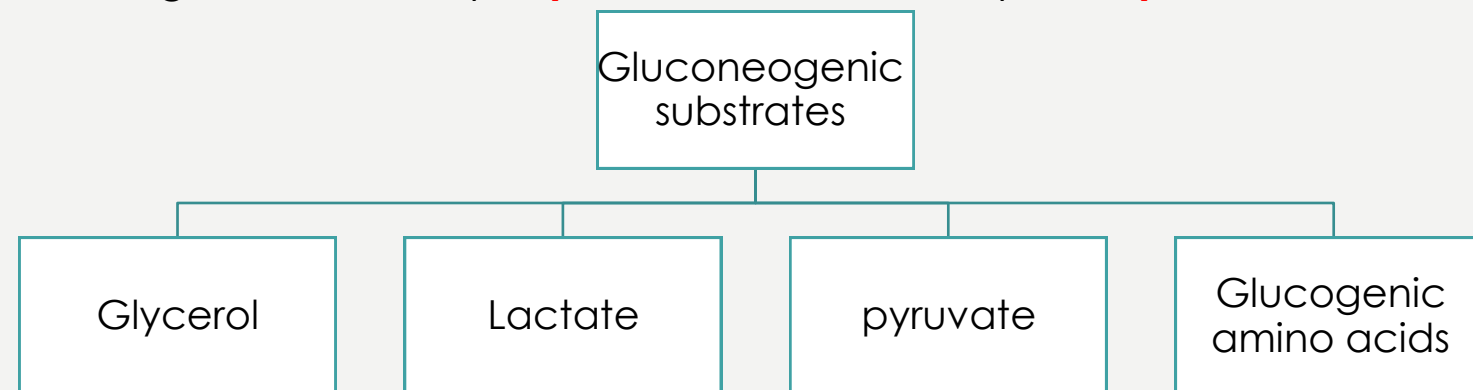 Gluconeogenic
substrates
Glycerol
Lactate
pyruvate
Glucogenic
amino acids